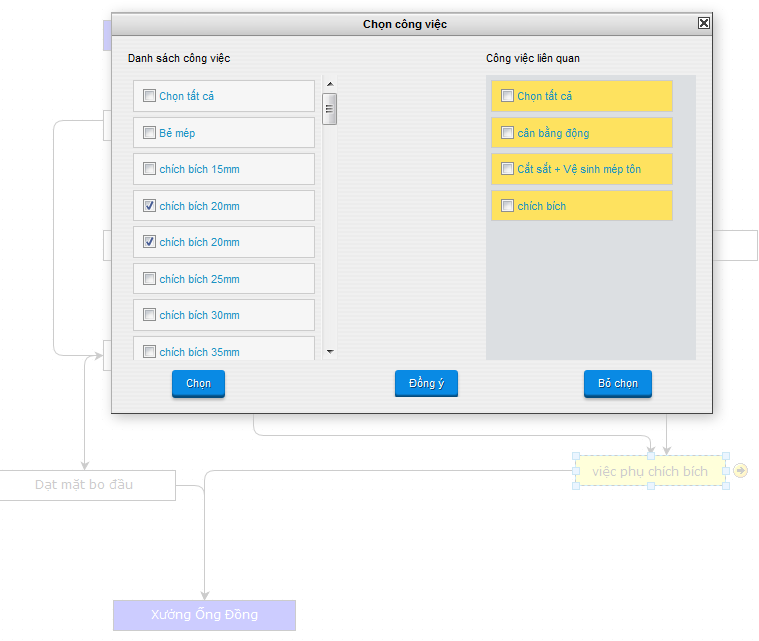 Chọn công việc
Danh sách công việc
Chọn tất cả
Bẻ mép
chích bích 15mm
chích bích 20mm
chích bích 20mm
chích bích 25mm
chích bích 30mm
chích bích 35mm
Công việc liên quan
Chọn tất cả
cân bằng động
Cắt sắt + Vệ sinh mép tôn
chích bích
Chọn
Đồng ý
Bỏ chọn
việc phụ chích bích
Dạt mặt bo đầu
Xưởng Ống Đồng